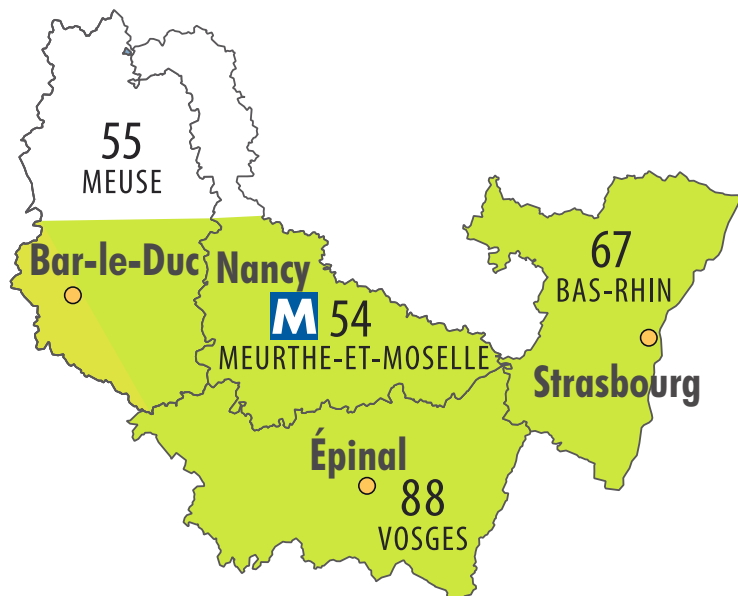 55
MEUSE
67
BAS-RHIN
Bar-le-Duc
Nancy
M 54
MEURTHE-ET-MOSELLE
Strasbourg
Épinal
88
VOSGES